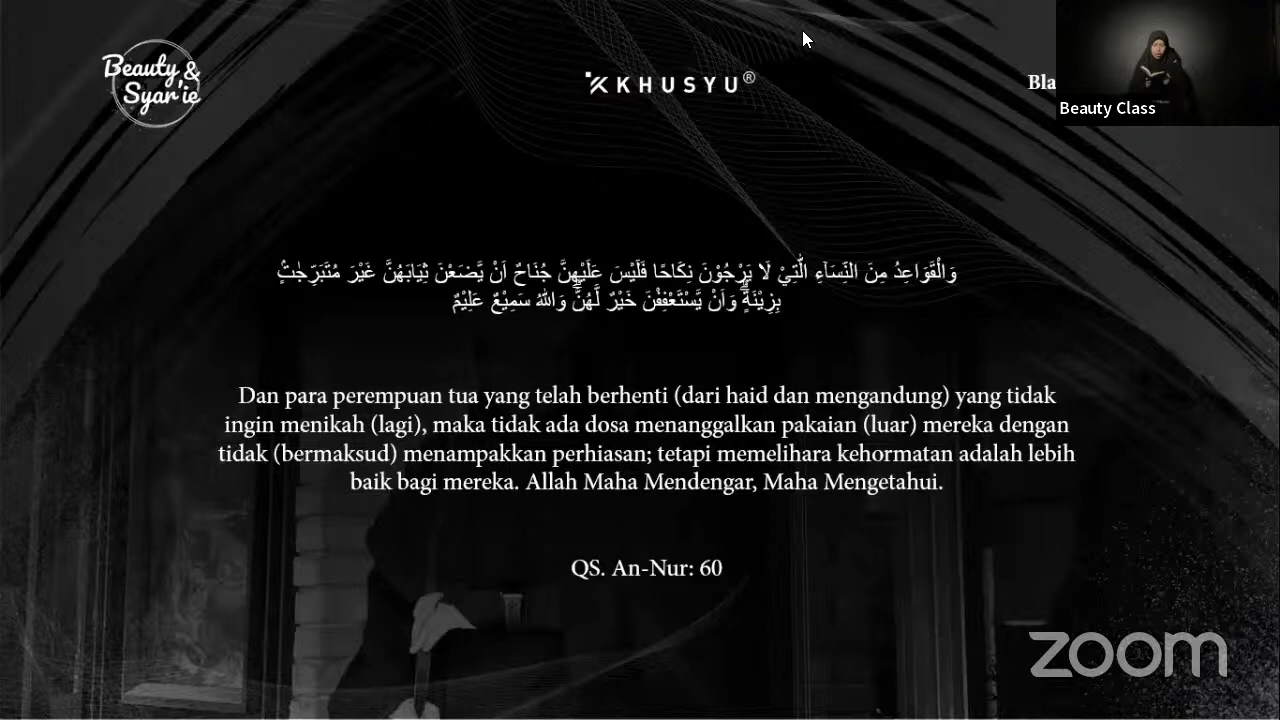 Beauty &
Syar'ie
KHUSYU®
Beauty Class
وَالْقَوَاعِدُ مِنَ النِّسَاۤءِ الّٰتِيْ لَا يَرْجُوْنَ نِكَاحًا فَلَيْسَ عَلَيْهِنَّ جُنَاحٌ اَنْ يَّضَعْنَ ثِيَابَهُنَّ غَيْرَ مُتَبَرِّجٰتٍۢ
بِزِيْنَةٍۗ وَاَنْ يَّسْتَعْفِفْنَ خَيْرٌ لَّهُنَّۗ وَاللّٰهُ سَمِيْعٌ عَلِيْمٌ
Dan para perempuan tua yang telah berhenti (dari haid dan mengandung) yang tidak
ingin menikah (lagi), maka tidak ada dosa menanggalkan pakaian (luar) mereka dengan
tidak (bermaksud) menampakkan perhiasan; tetapi memelihara kehormatan adalah lebih
baik bagi mereka. Allah Maha Mendengar, Maha Mengetahui.
QS. An-Nur: 60
zoom